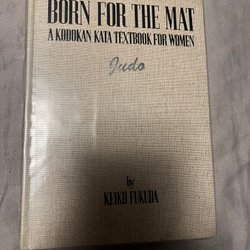 BORN FOR THE MAT
A KODOKAN KATA TEXTBOOK FOR WOMEN
Judo
by
KEIKO FUKUDA